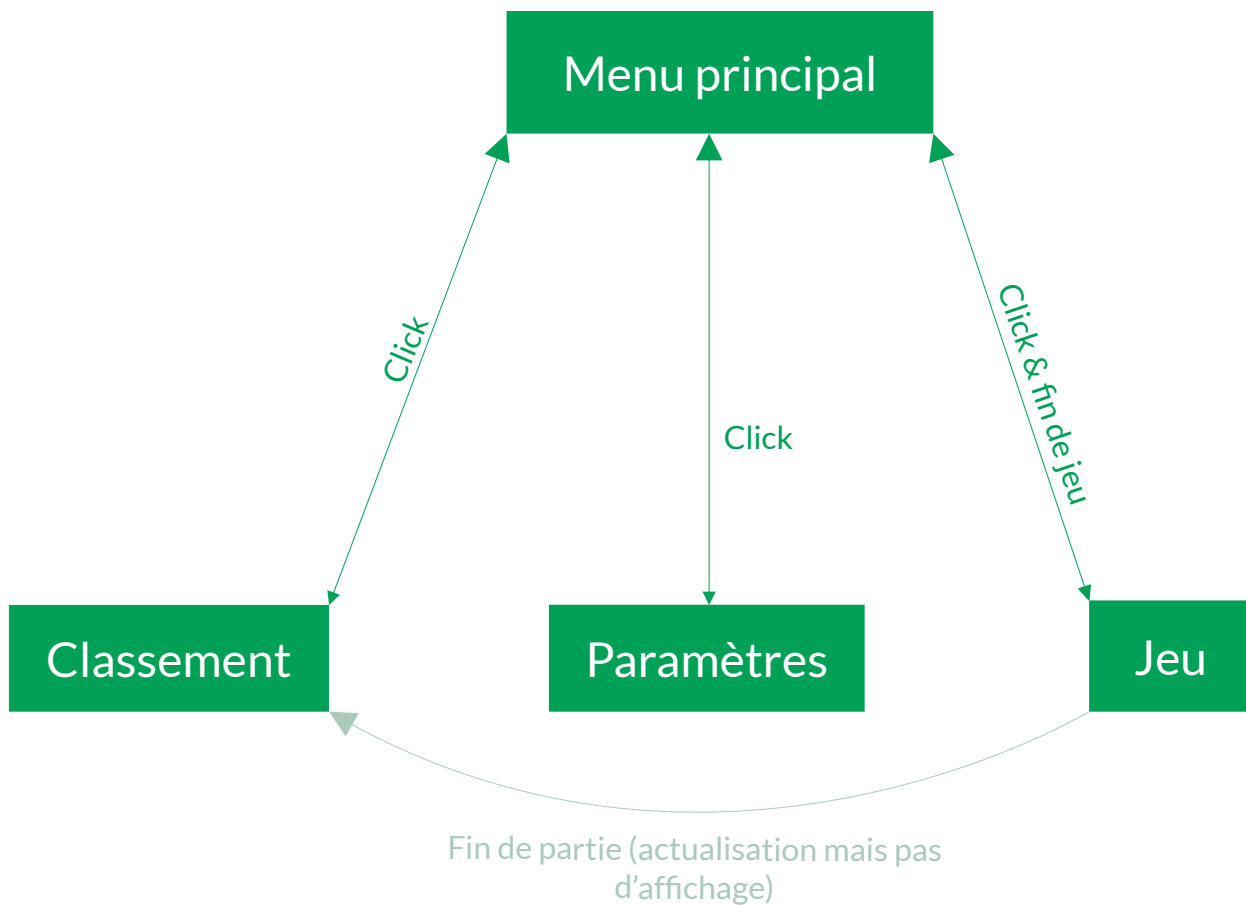 Menu principal
Click
Click
Click & fin de jeu
Classement
Paramètres
Jeu
Fin de partie (actualisation mais pas
d’affichage)